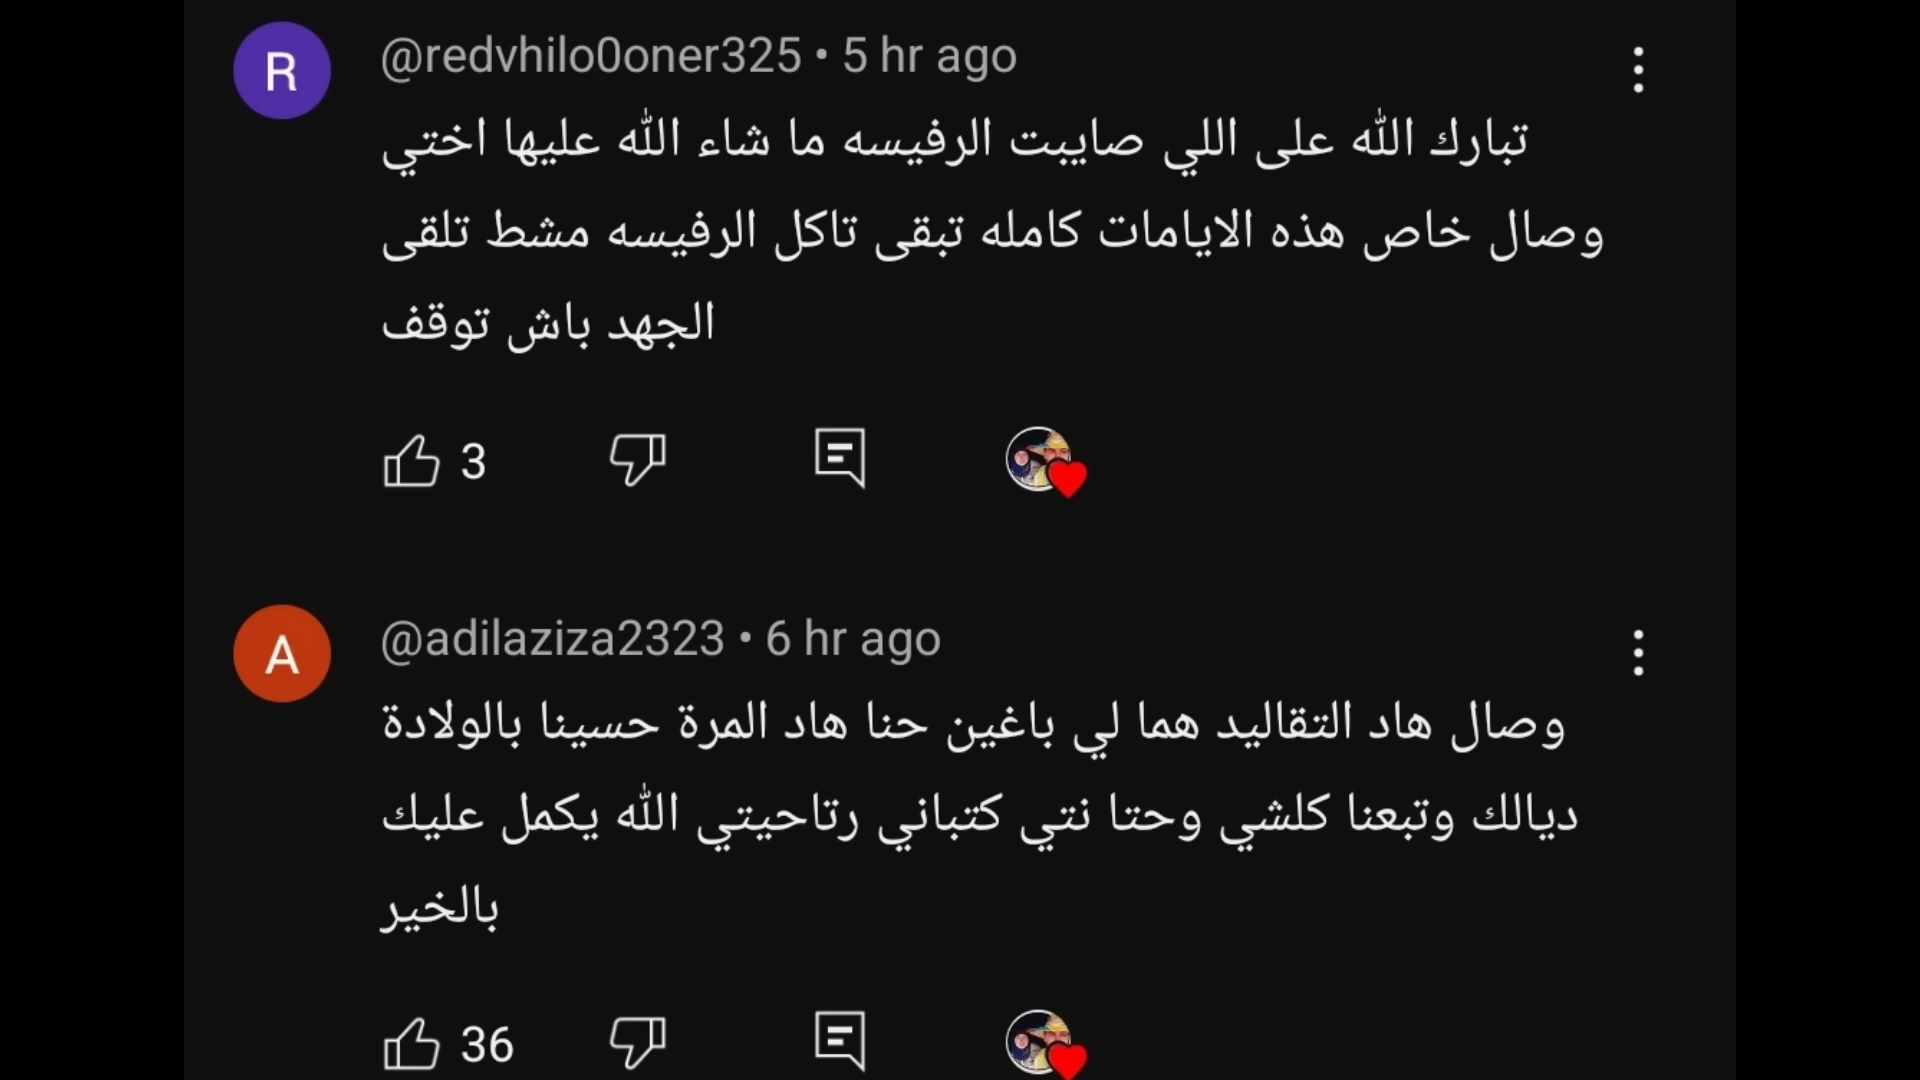 R
@redvhilo0oner325 • 5 hr ago
تبارك الله على اللي صايبت الرفيسه ما شاء الله عليها اختي
وصال خاص هذه الايامات كامله تبقى تاكل الرفيسه مشط تلقى
الجهد باش توقف
3
A
@adilaziza2323 • 6 hr ago
وصال هاد التقاليد هما لي باغين حنا هاد المرة حسينا بالولادة
ديالك وتبعنا كلشي وحتا نتي كتباني رتاحيتي الله يكمل عليك
بالخير
36